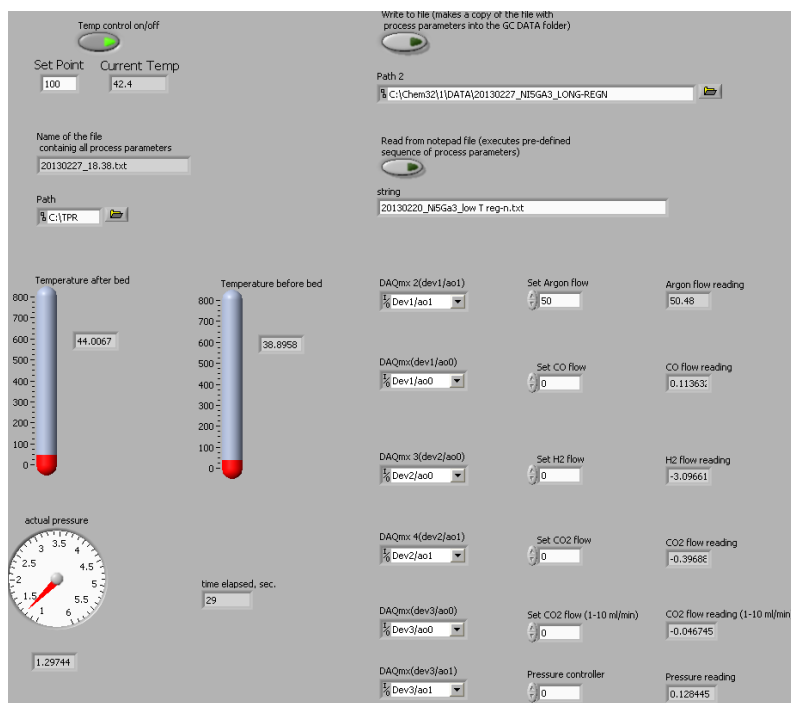 Temp control on/off
Write to file (makes a copy of the file with
process parameters into the GC DATA folder)
Set Point Current Temp
100 42.4
Path 2
C:\Chem32\1\DATA\20130227_NI5GA3_LONG-REGN
Name of the file
containig all process parameters
20130227_18.38.txt
Read from notepad file (executes pre-defined
sequence of process parameters)
Path
C:\TPR
string
20130220_Ni5Ga3_low T reg-n.txt
Temperature after bed
800
700
600
500
400
300
200
100
0
44.0067
Temperature before bed
800
700
600
500
400
300
200
100
0
38.8958
DAQmx 2(dev1/ao1) Set Argon flow Argon flow reading
Dev1/ao1 50 50.48
DAQmx(dev1/ao0) Set CO flow CO flow reading
Dev1/ao0 0 0.11363
DAQmx 3(dev2/ao0) Set H2 flow H2 flow reading
Dev2/ao0 0 -3.09661
DAQmx 4(dev2/ao1) Set CO2 flow CO2 flow reading
Dev2/ao1 0 -0.39688
DAQmx(dev3/ao0) Set CO2 flow (1-10 ml/min) CO2 flow reading (1-10 ml/min
Dev3/ao0 0 -0.046745
DAQmx(dev3/ao1) Pressure controller Pressure reading
Dev3/ao1 0 0.128445
actual pressure
1
1.5
2
2.5
3
3.5
4
4.5
5
5.5
6
1.29744
time elapsed, sec.
29